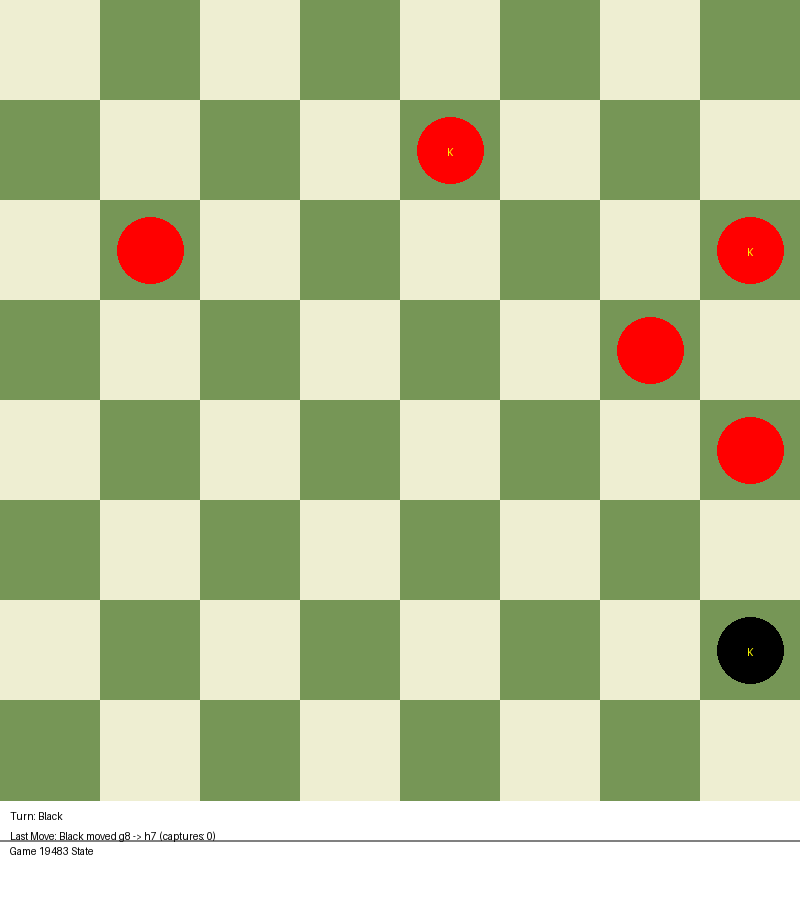 K
K
K
Turn: Black
Last Move: Black moved g8 -> h7 (captures: 0)
Game 19483 State